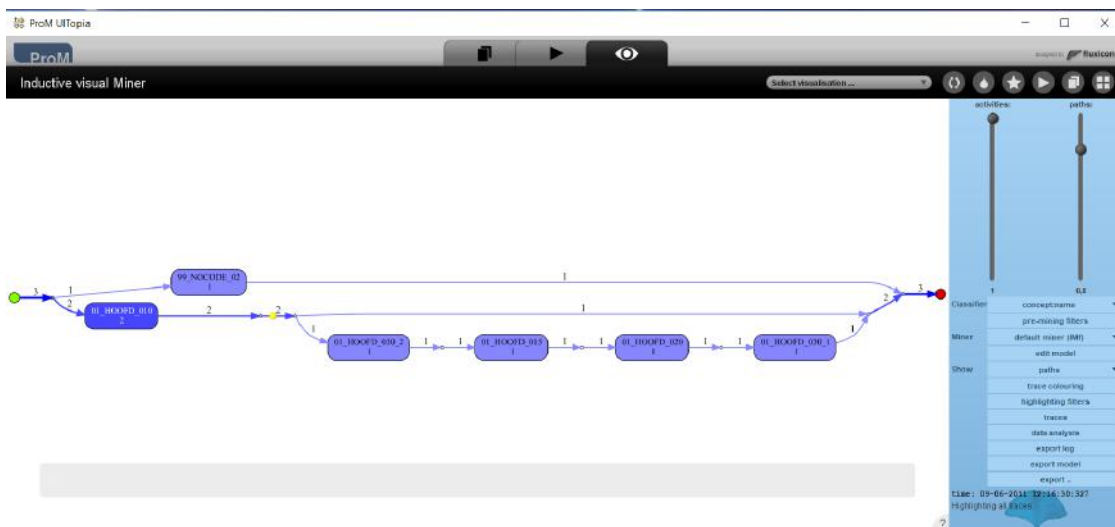 ProM UITopia
ProM
fluxicon
Inductive visual Miner
Select visualisation ...
activities:
paths:
3
1
2
99_NOCODE_02
1
1
01_HOOFD_010
2
2
2
1
1
01_HOOFD_030_2
1
1
1
01_HOOFD_015
1
1
1
01_HOOFD_020
1
1
1
01_HOOFD_030_1
1
1
2
3
1
0,8
Classifier
concept:name
pre-mining filters
Miner
default miner (IMf)
edit model
Show
paths
trace colouring
highlighting filters
traces
data analysis
export log
export model
export ..
time: 09-06-2011 12:16:30:327
Highlighting all traces
?